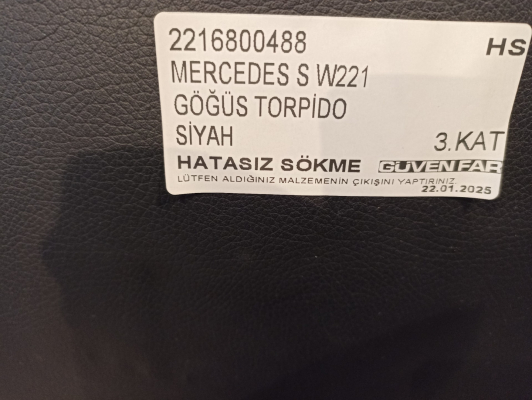 2216800488 HS
MERCEDES S W221
GÖĞÜS TORPİDO
SİYAH 3.KAT
HATASIZ SÖKME GÜVENFAR
LÜTFEN ALDIĞINIZ MALZEMENİN ÇIKIŞINI YAPTIRINIZ.
22.01.2025